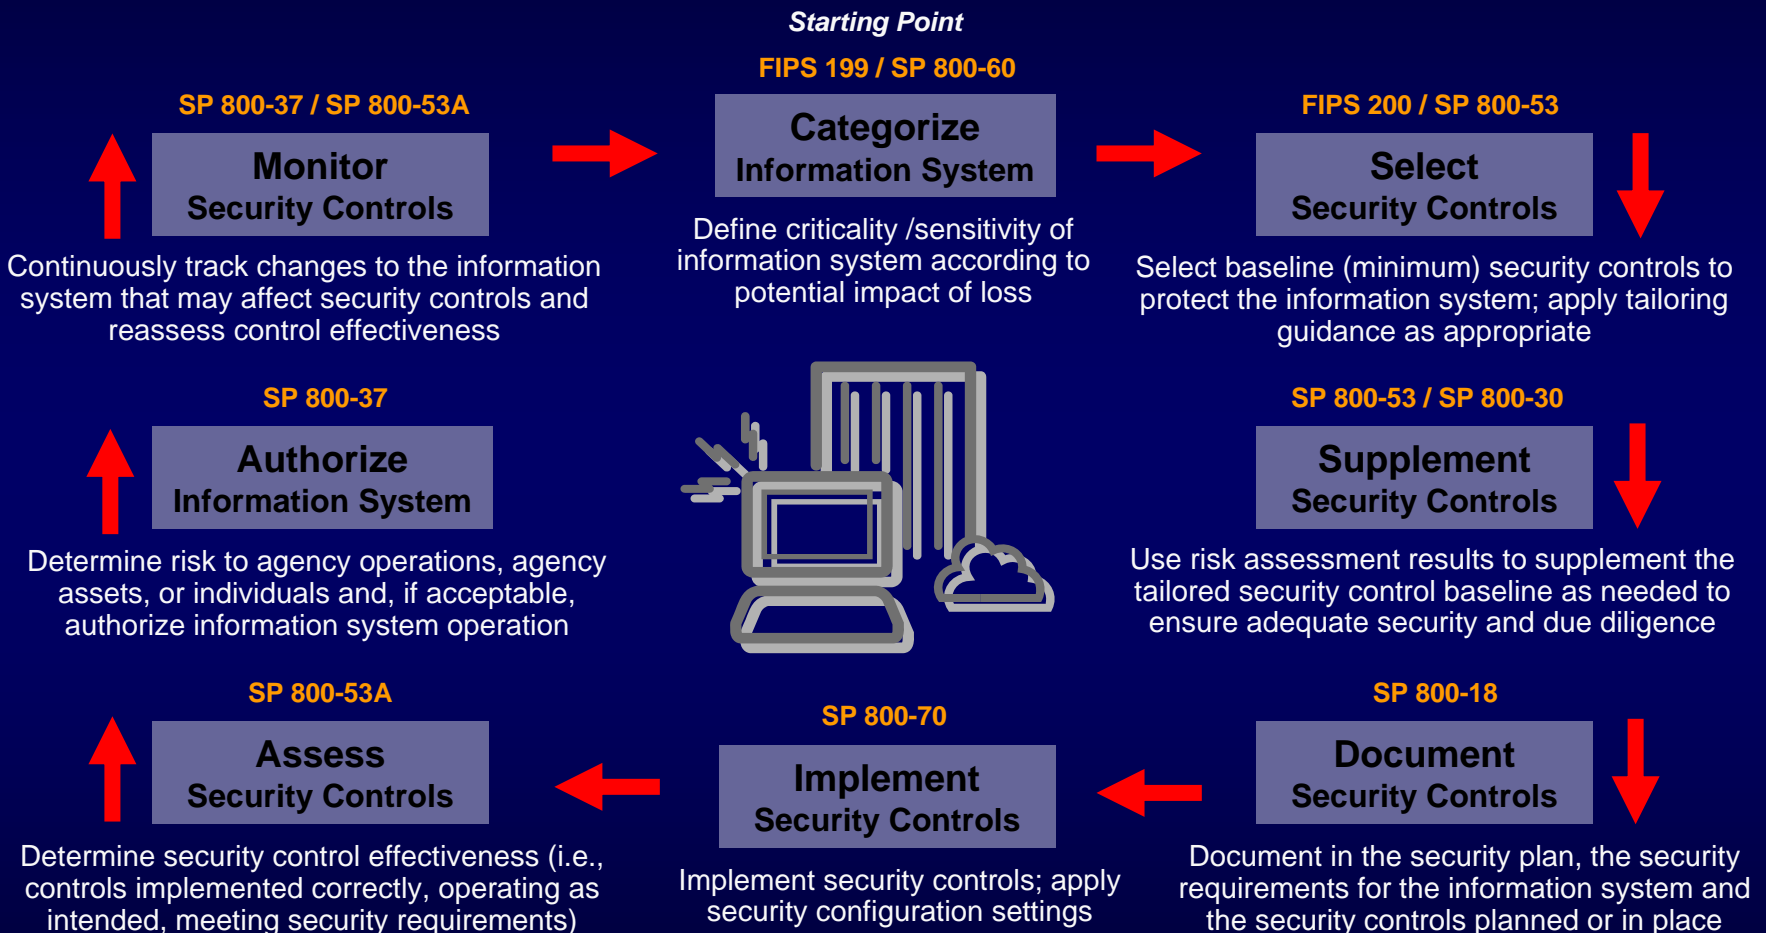 Starting Point
FIPS 199 / SP 800-60
Categorize
Information System
Define criticality /sensitivity of
information system according to
potential impact of loss
FIPS 200 / SP 800-53
Select
Security Controls
Select baseline (minimum) security controls to
protect the information system; apply tailoring
guidance as appropriate
SP 800-53 / SP 800-30
Supplement
Security Controls
Use risk assessment results to supplement the
tailored security control baseline as needed to
ensure adequate security and due diligence
SP 800-18
Document
Security Controls
Document in the security plan, the security
requirements for the information system and
the security controls planned or in place
SP 800-70
Implement
Security Controls
Implement security controls; apply
security configuration settings
SP 800-53A
Assess
Security Controls
Determine security control effectiveness (i.e.,
controls implemented correctly, operating as
intended, meeting security requirements)
SP 800-37
Authorize
Information System
Determine risk to agency operations, agency
assets, or individuals and, if acceptable,
authorize information system operation
SP 800-37 / SP 800-53A
Monitor
Security Controls
Continuously track changes to the information
system that may affect security controls and
reassess control effectiveness